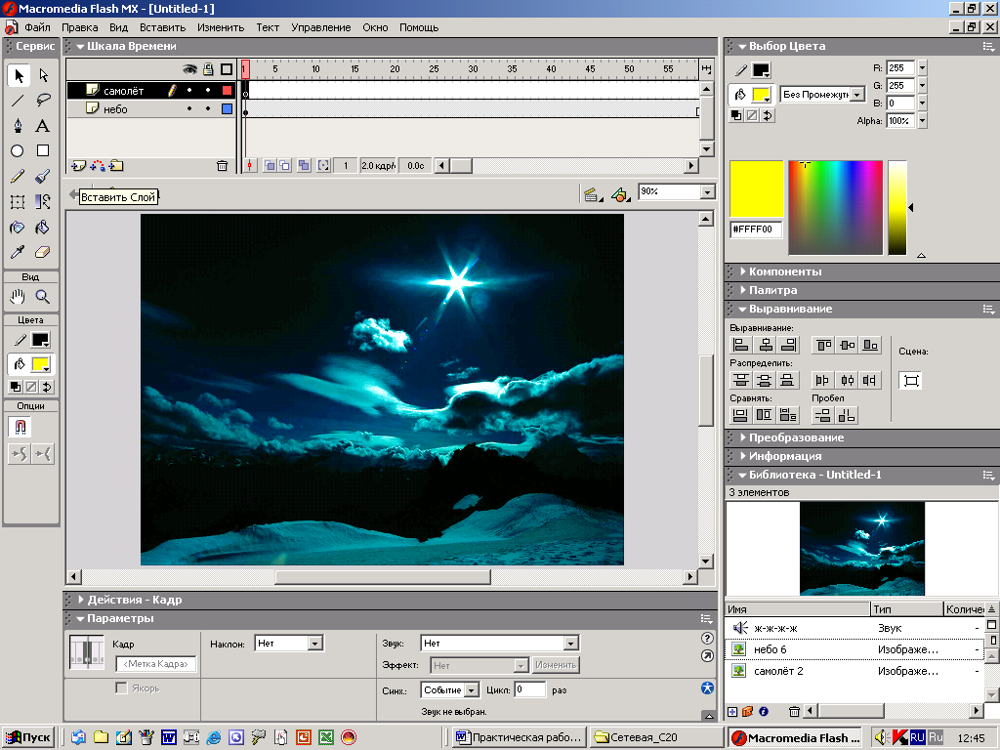 Macromedia Flash MX - [Untitled-1]
Файл Правка Вид Вставить Изменить Текст Управление Окно Помощь
Сервис
Шкала Времени
1 5 10 15 20 25 30 35 40 45 50 55
самолёт
небо
1 2.0 кдр/ 0.0с
Вставить Слой
90%
Вид
Цвета
Опции
Выбор Цвета
R: 255
Без Промежутк G: 255
B: 0
Alpha: 100%
#FFFF00
Компоненты
Палитра
Выравнивание
Выравнивание:
Сцена:
Распределить:
Сравнять: Пробел
Преобразование
Информация
Библиотека - Untitled-1
3 элементов
Имя Тип Количес
ж-ж-ж-ж Звук -
небо 6 Изображе... -
самолёт 2 Изображе... -
Действия - Кадр
Параметры
Кадр
<Метка Кадра>
Якорь
Наклон: Нет
Звук: Нет
Эффект: Нет Изменить
Синх.: Событие Цикл: 0 раз
Звук не выбран.
Пуск
Практическая рабо...
Сетевая_C20
Macromedia Flash ...
RU Ru 12:45